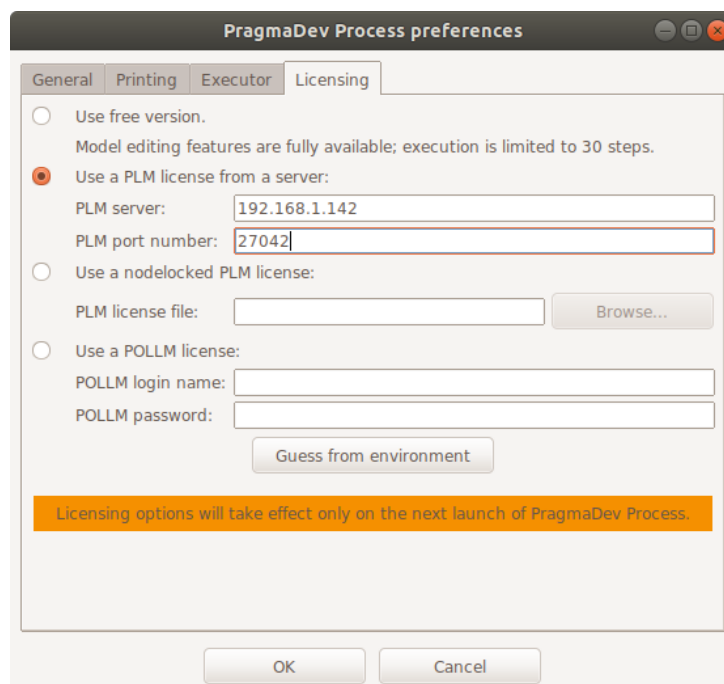 PragmaDev Process preferences
General Printing Executor Licensing
Use free version.
Model editing features are fully available; execution is limited to 30 steps.
Use a PLM license from a server:
PLM server: 192.168.1.142
PLM port number: 27042
Use a nodelocked PLM license:
PLM license file: Browse...
Use a POLLM license:
POLLM login name:
POLLM password:
Guess from environment
Licensing options will take effect only on the next launch of PragmaDev Process.
OK Cancel